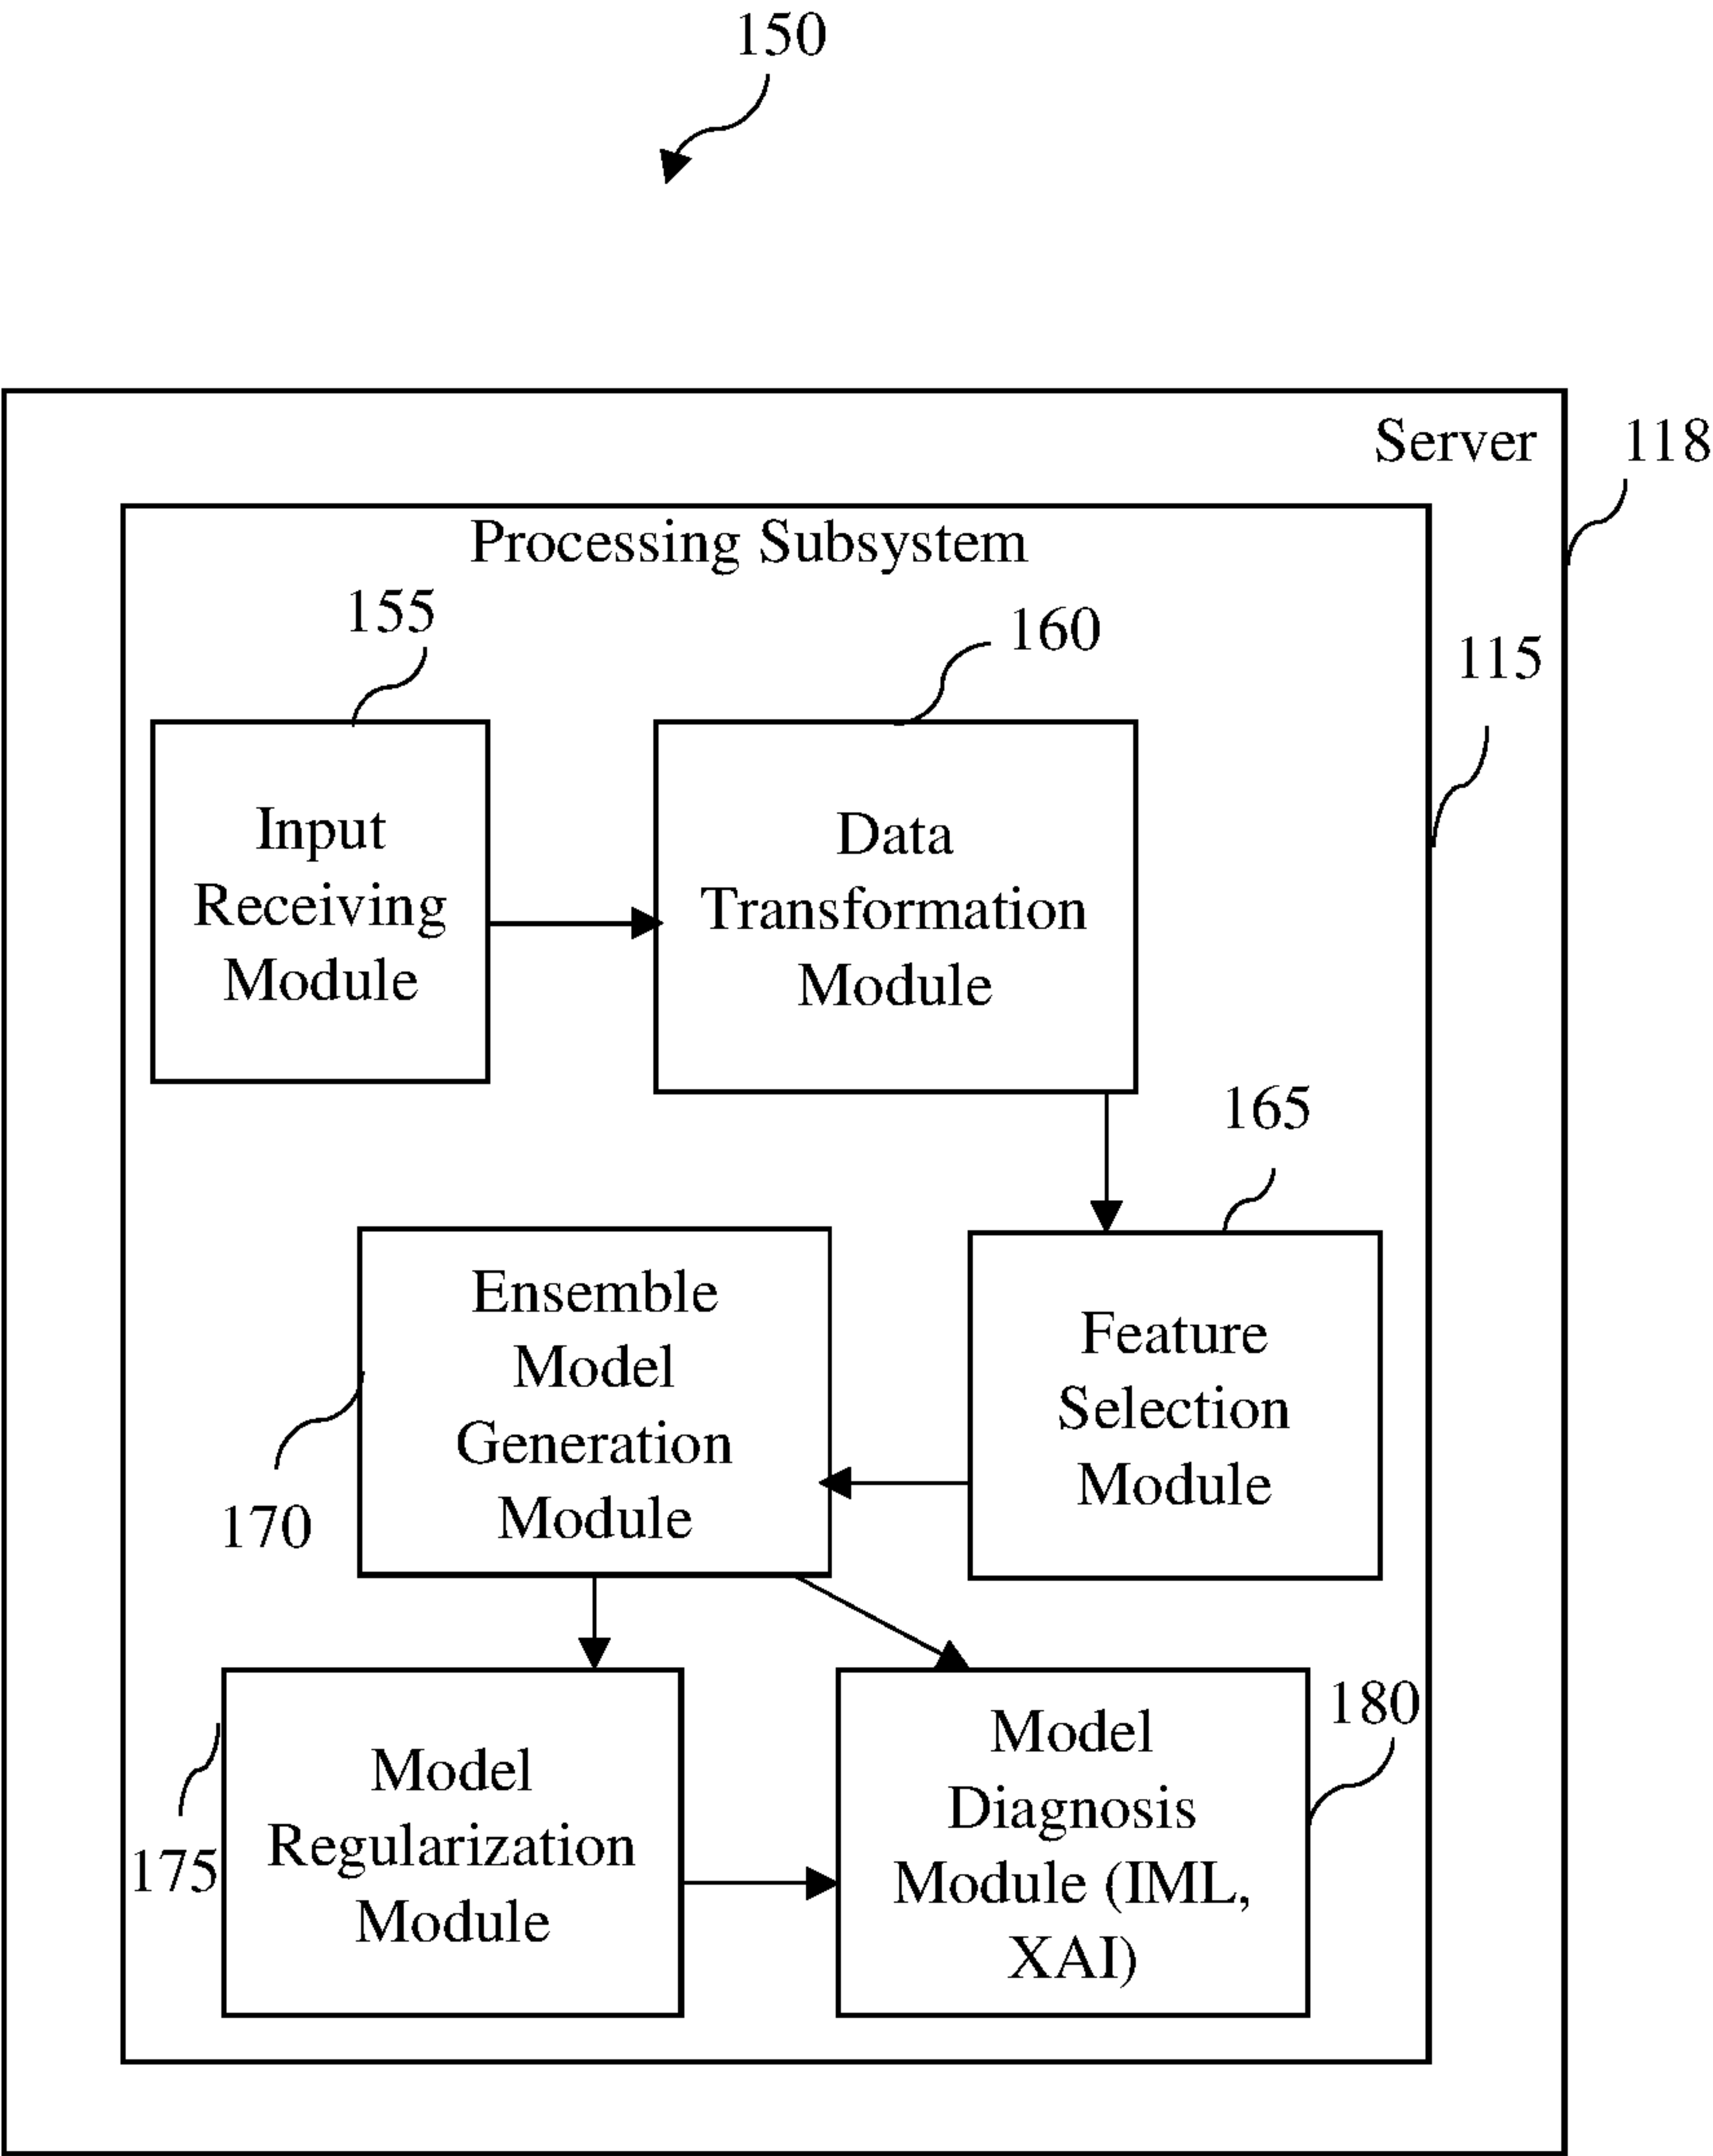 150
Server
118
Processing Subsystem
155
160
115
Input
Receiving
Module
Data
Transformation
Module
165
Ensemble
Model
Generation
Module
170
Feature
Selection
Module
Model
Regularization
Module
175
Model
Diagnosis
Module (IML,
XAI)
180